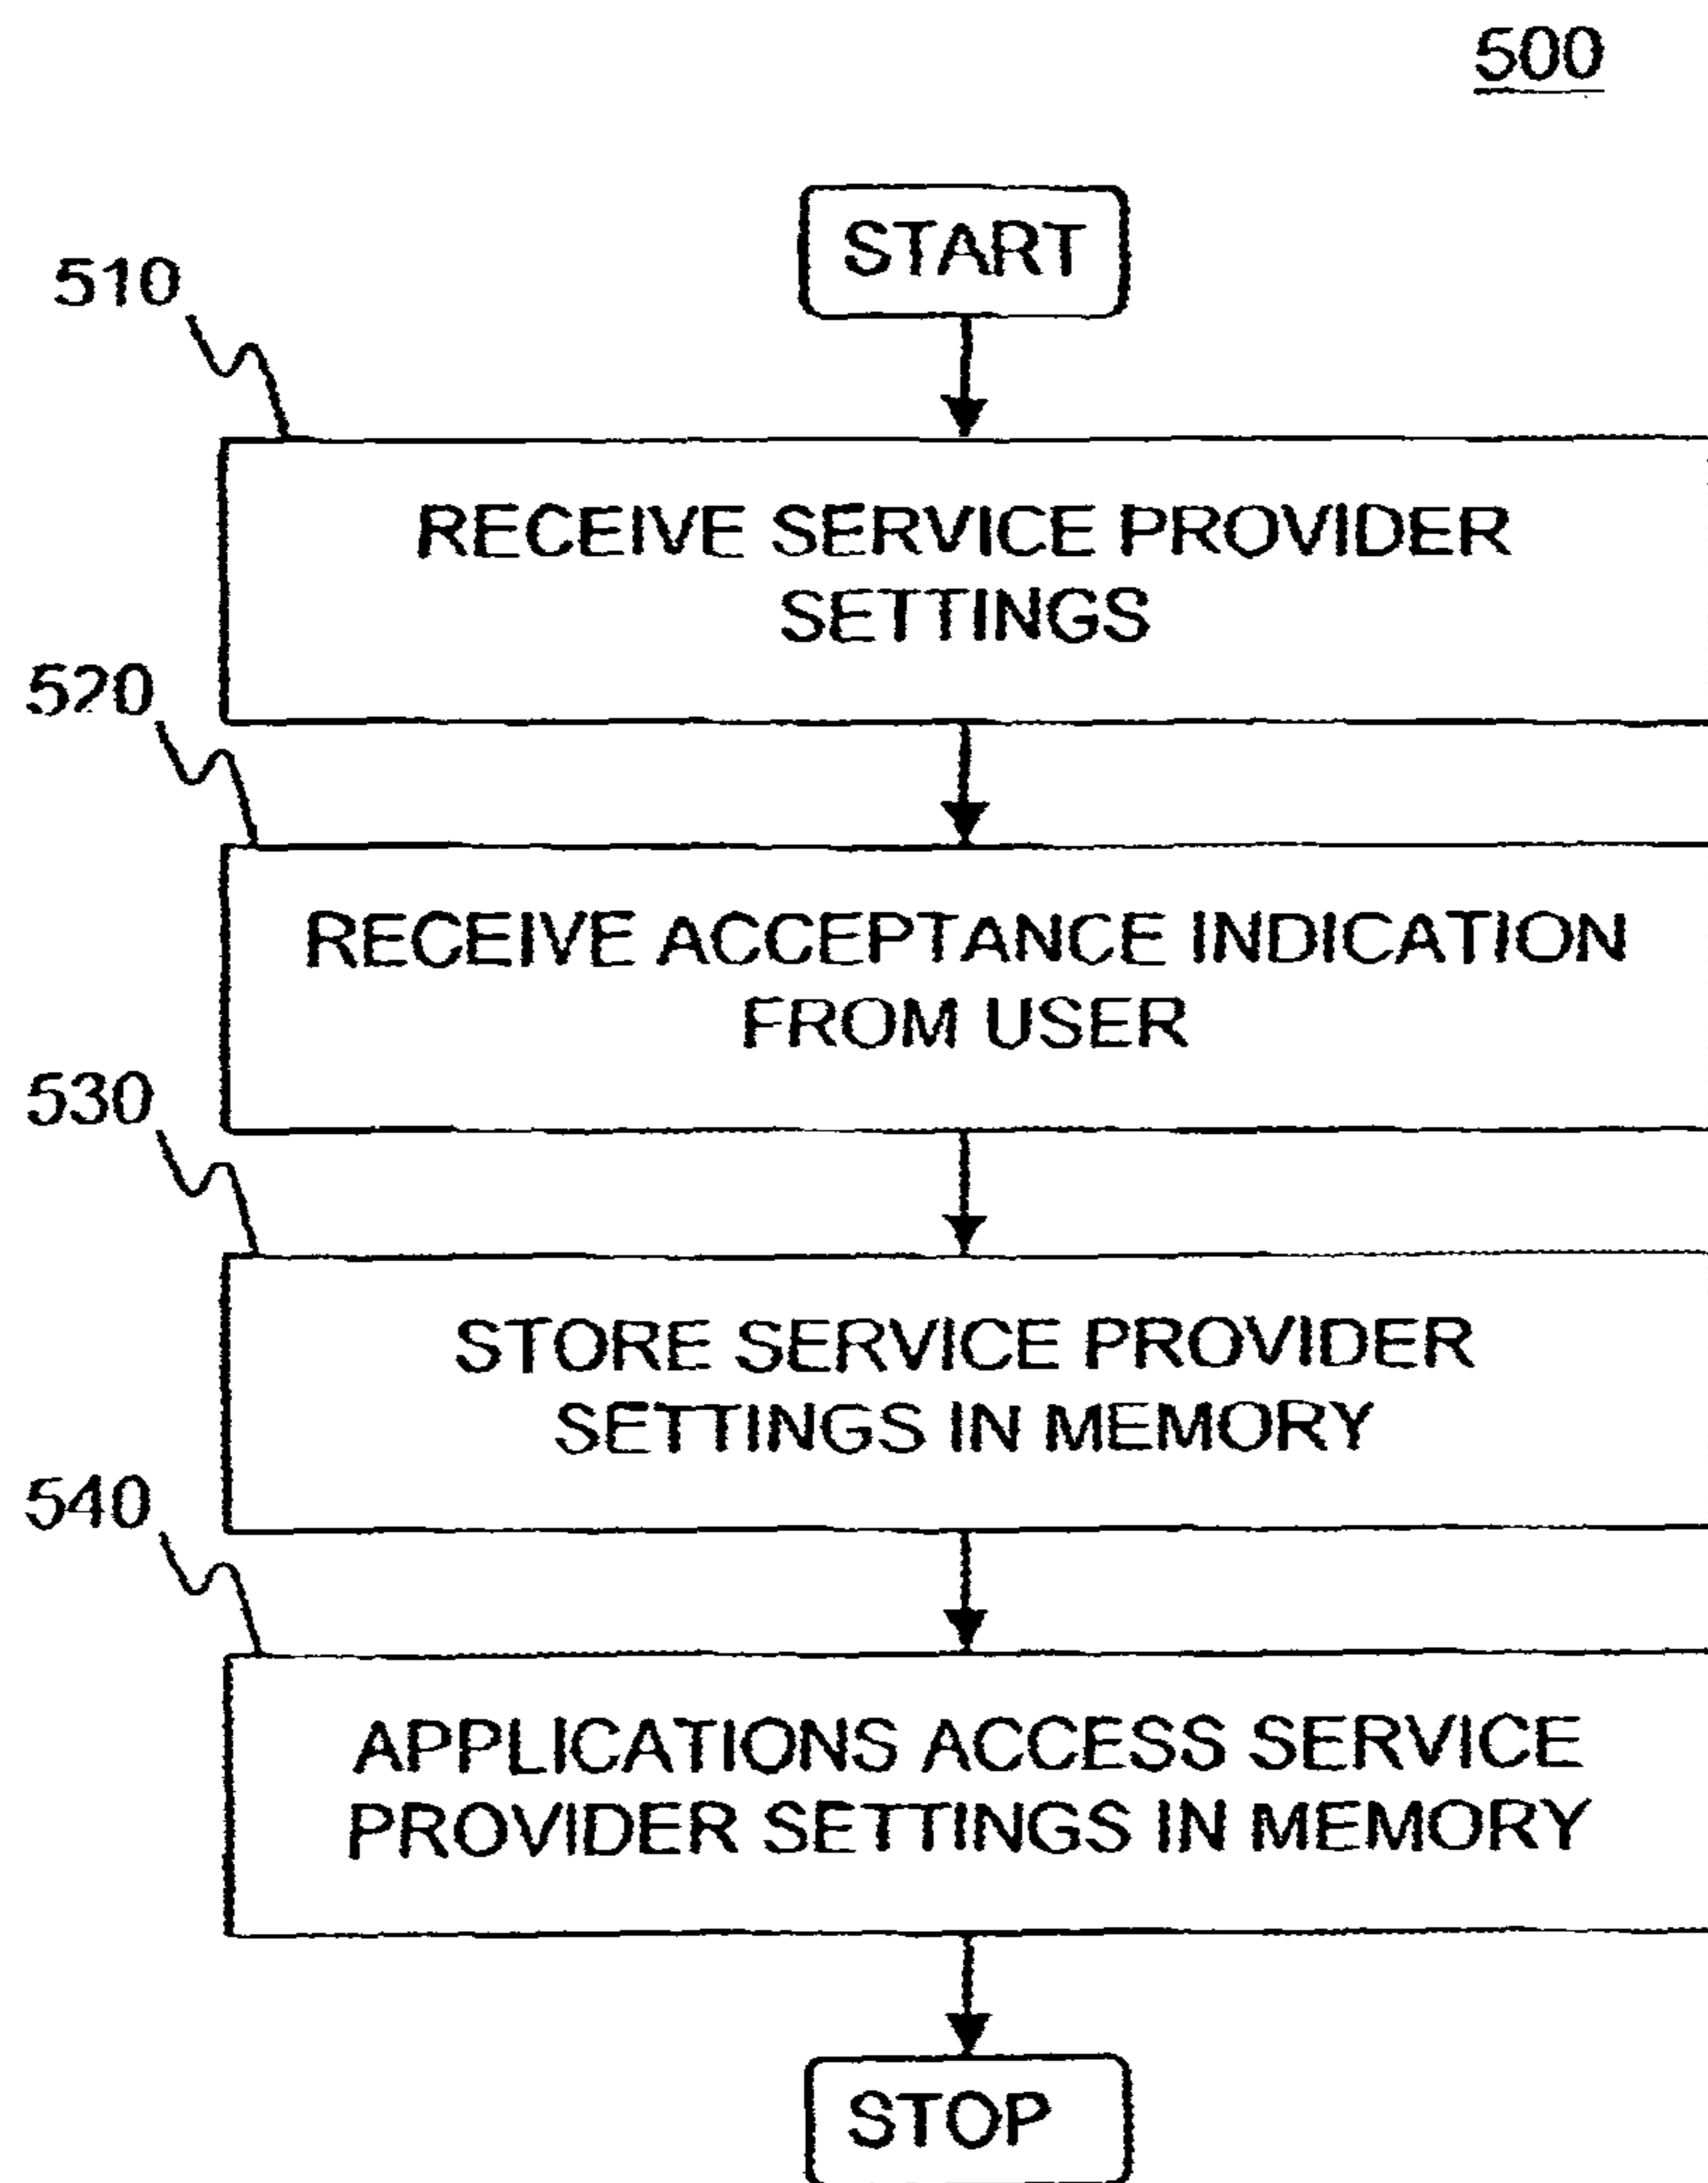 500
START
510
RECEIVE SERVICE PROVIDER
SETTINGS
520
RECEIVE ACCEPTANCE INDICATION
FROM USER
530
STORE SERVICE PROVIDER
SETTINGS IN MEMORY
540
APPLICATIONS ACCESS SERVICE
PROVIDER SETTINGS IN MEMORY
STOP